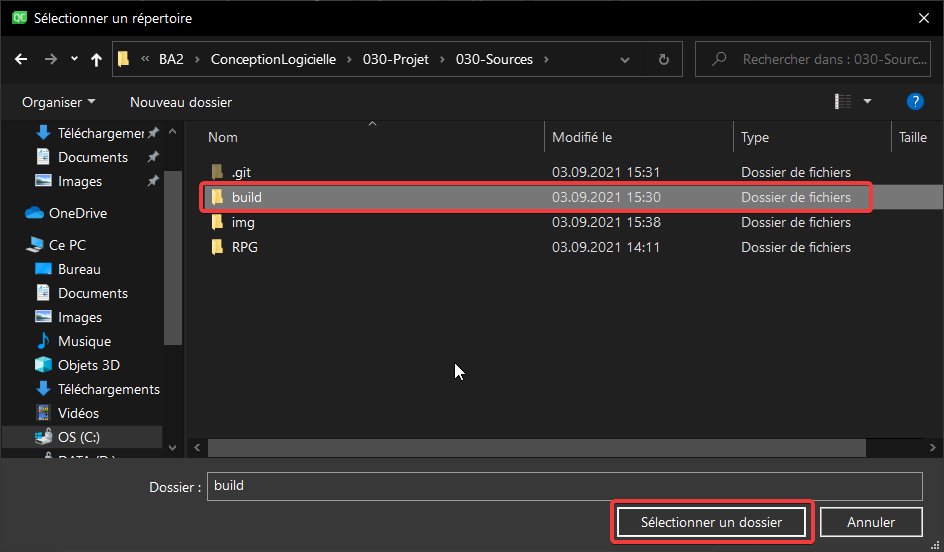 QC Sélectionner un répertoire
« BA2 › ConceptionLogicielle › 030-Projet › 030-Sources › Rechercher dans : 030-Sourc...
Organiser Nouveau dossier ?
Nom Modifié le Type Taille
.git 03.09.2021 15:31 Dossier de fichiers
build 03.09.2021 15:30 Dossier de fichiers
img 03.09.2021 15:38 Dossier de fichiers
RPG 03.09.2021 14:11 Dossier de fichiers
Téléchargemer
Documents
Images
OneDrive
Ce PC
Bureau
Documents
Images
Musique
Objets 3D
Téléchargements
Vidéos
OS (C:)
DATA (D:)
Dossier : build
Sélectionner un dossier Annuler